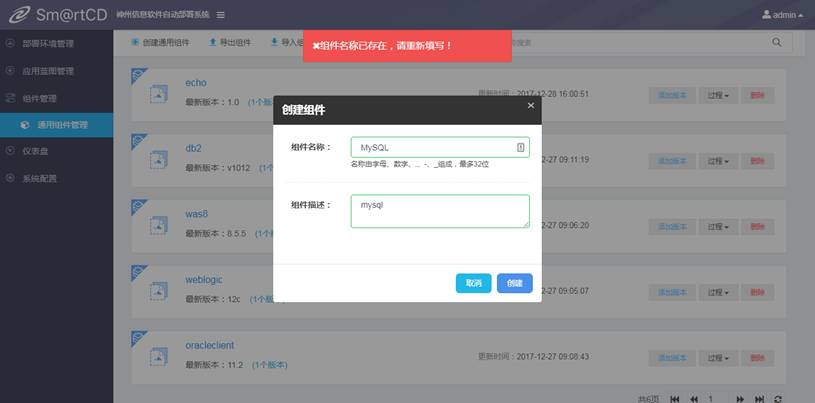 Sm@rtCD 神州信息软件自动部署系统 admin
部署环境管理
应用蓝图管理
组件管理
通用组件管理
仪表盘
系统配置
创建通用组件 导出组件 导入组
组件名称已存在，请重新填写！
echo
最新版本：1.0 (1个版
更新时间：2017-12-28 16:00:51
添加版本 过程 删除
db2
最新版本：v1012 (1
-27 09:11:19
添加版本 过程 删除
was8
最新版本：8.5.5 (1个
-27 09:06:20
添加版本 过程 删除
weblogic
最新版本：12c (1个版
2-27 09:05:07
添加版本 过程 删除
oracleclient
最新版本：11.2 (1个版本)
更新时间：2017-12-27 09:08:43
添加版本 过程 删除
共6页 1
创建组件 ×
组件名称： MySQL
名称由字母、数字、.、-、_组成，最多32位
组件描述： mysql
取消 创建